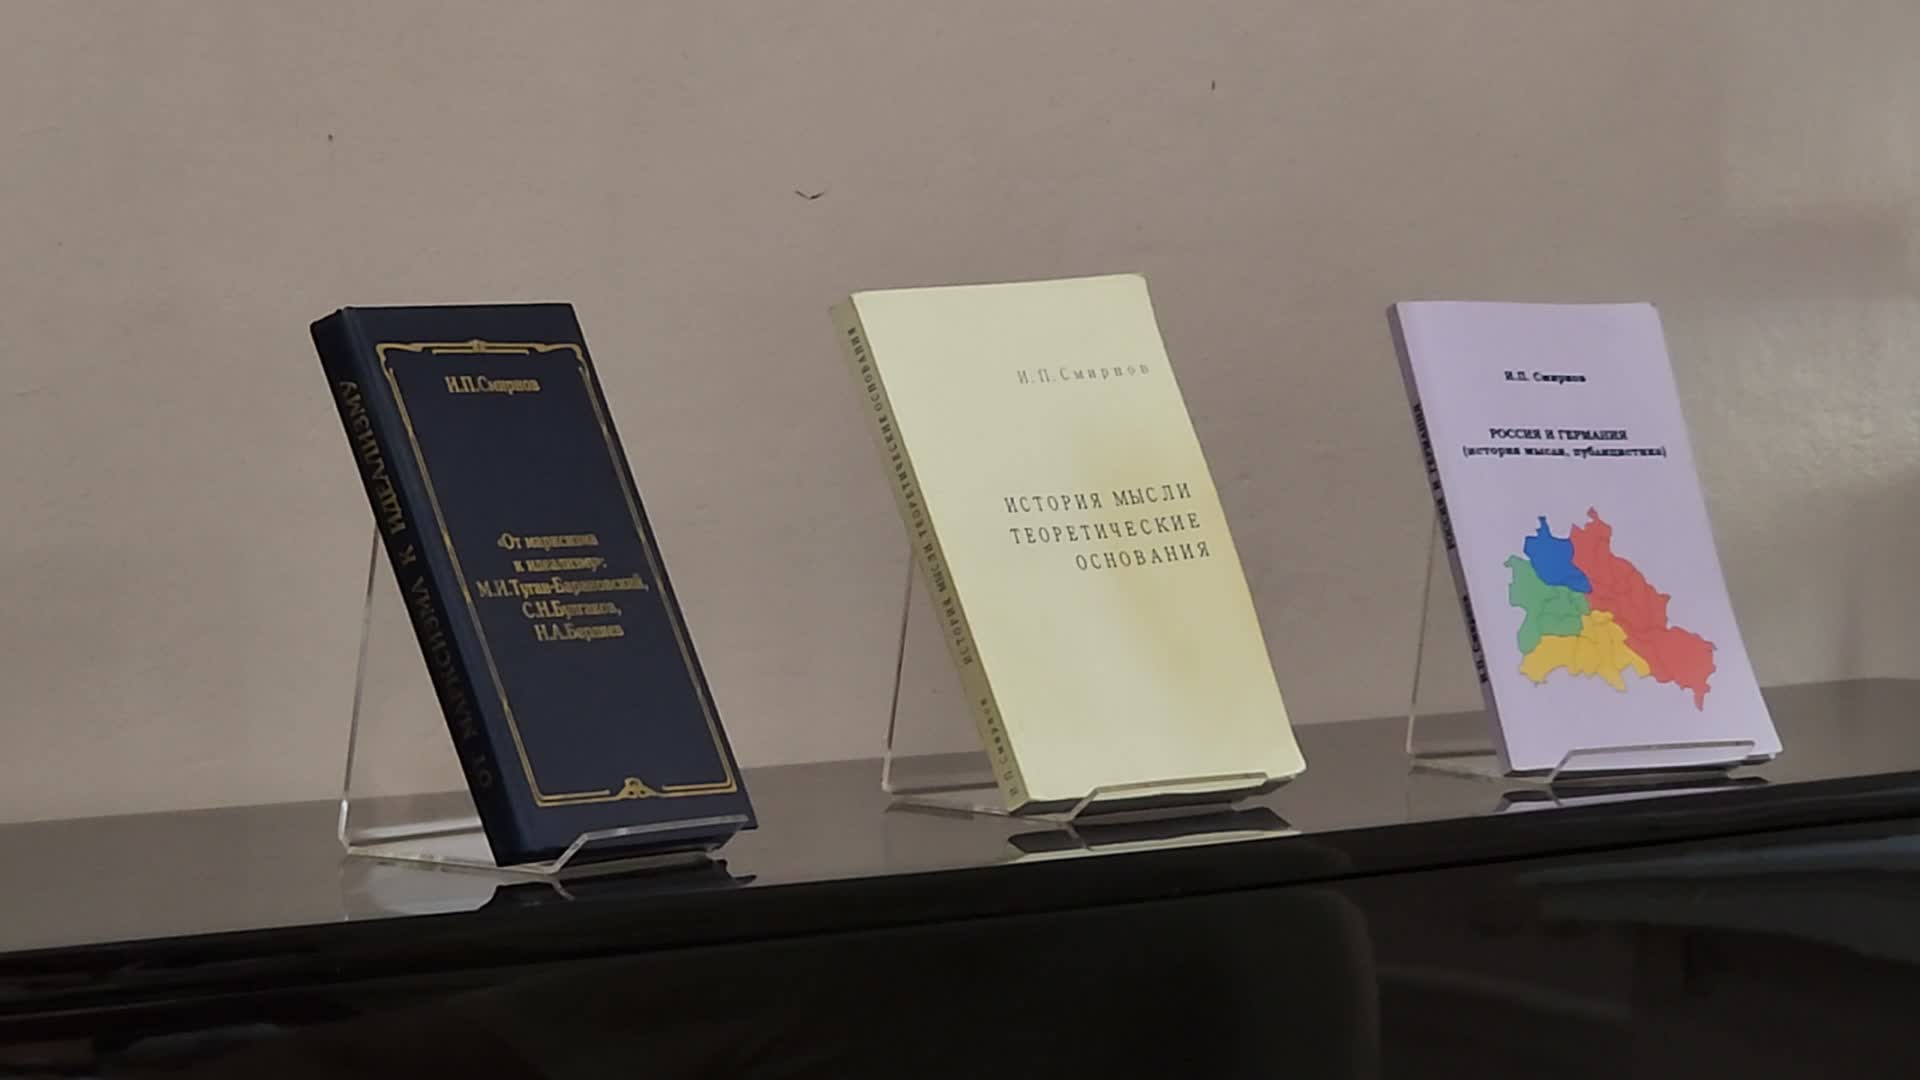 И.П.Смирнов
«От марксизма
к идеализму»:
М.И.Туган-Барановский,
С.Н.Булгаков,
Н.А.Бердяев
ОТ МАРКСИЗМА К ИДЕАЛИЗМУ
И.П.Смирнов
ИСТОРИЯ МЫСЛИ
ТЕОРЕТИЧЕСКИЕ
ОСНОВАНИЯ
И.П.Смирнов ИСТОРИЯ МЫСЛИ ТЕОРЕТИЧЕСКИЕ ОСНОВАНИЯ
И.П. Смирнов
РОССИЯ И ГЕРМАНИЯ
(история мысли, публицистика)
И.П. Смирнов РОССИЯ И ГЕРМАНИЯ